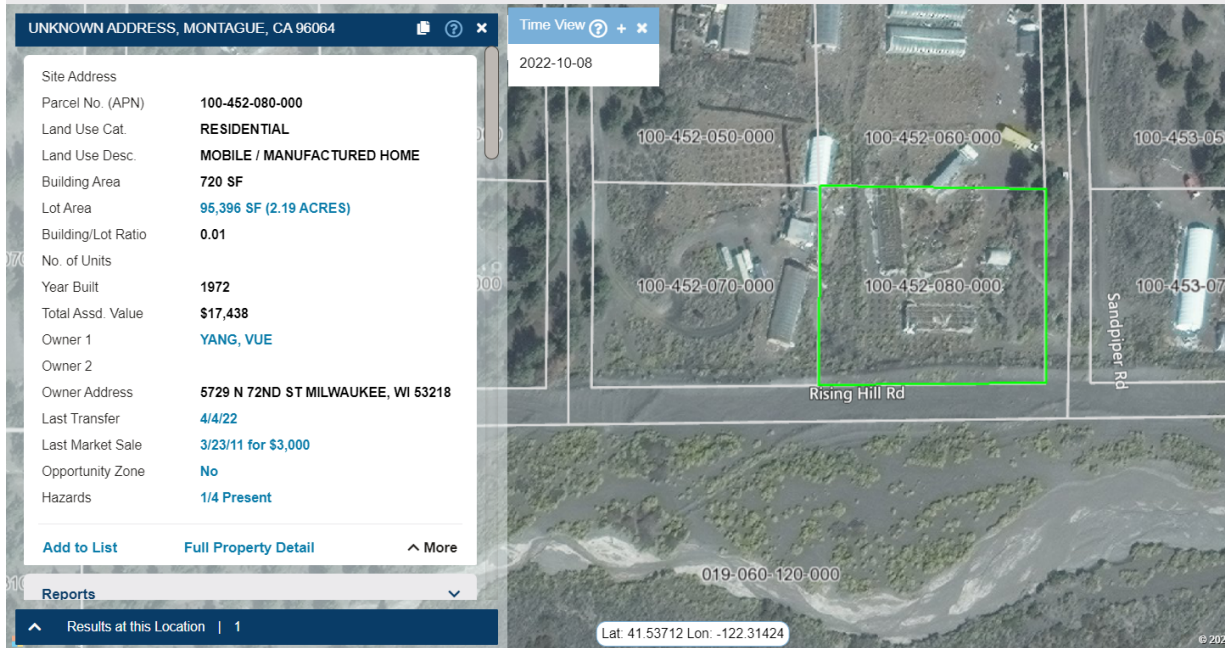 UNKNOWN ADDRESS, MONTAGUE, CA 96064
Site Address
Parcel No. (APN) 100-452-080-000
Land Use Cat. RESIDENTIAL
Land Use Desc. MOBILE / MANUFACTURED HOME
Building Area 720 SF
Lot Area 95,396 SF (2.19 ACRES)
Building/Lot Ratio 0.01
No. of Units
Year Built 1972
Total Assd. Value $17,438
Owner 1 YANG, VUE
Owner 2
Owner Address 5729 N 72ND ST MILWAUKEE, WI 53218
Last Transfer 4/4/22
Last Market Sale 3/23/11 for $3,000
Opportunity Zone No
Hazards 1/4 Present
Add to List Full Property Detail More
Reports
Results at this Location | 1
Time View ? + ×
2022-10-08
100-452-050-000
100-452-060-000
100-453-05
100-452-070-000
100-452-080-000
100-453-07
Sandpiper Rd
Rising Hill Rd
019-060-120-000
Lat: 41.53712 Lon: -122.31424
© 202